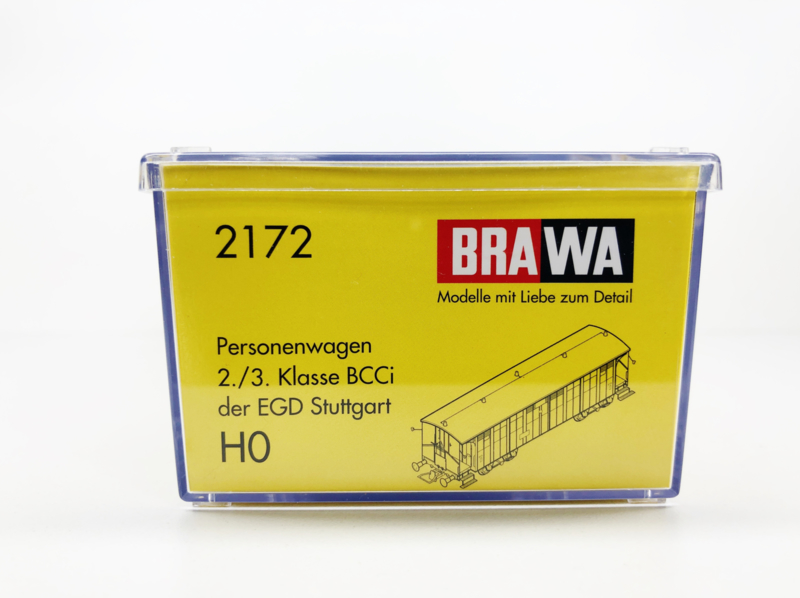 2172
BRAWA
Modelle mit Liebe zum Detail
Personenwagen
2./3. Klasse BCCi
der EGD Stuttgart
H0